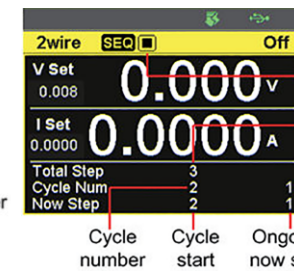 2wire SEQ Off
V Set
0.008 0.000 V
I Set
0.0000 0.0000 A
Total Step 3
Cycle Num 2 1
Now Step 2 1
Cycle number
Cycle start
now